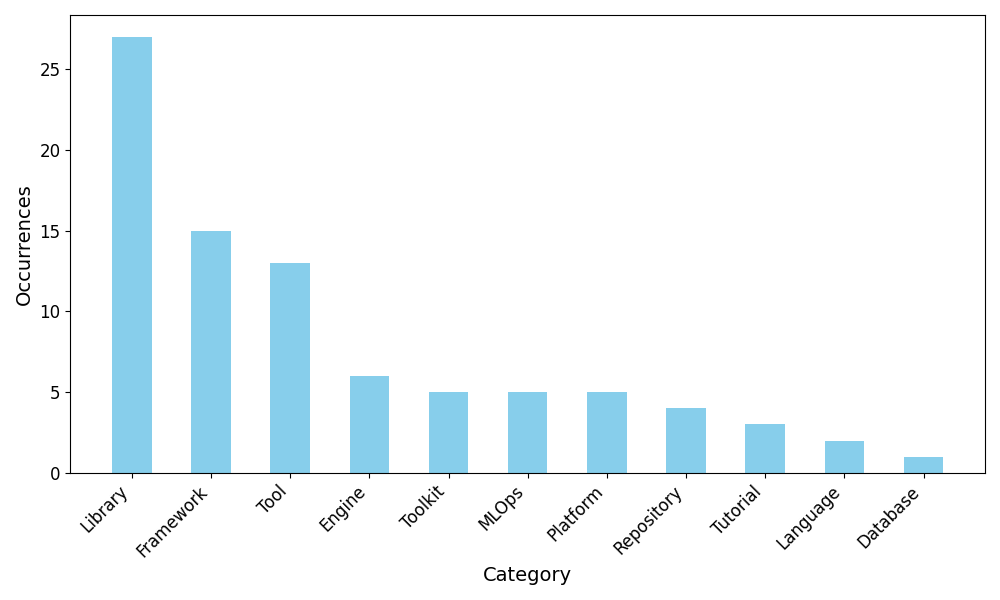 25
20
15
10
5
0
Occurrences
Library
Framework
Tool
Engine
Toolkit
MLOps
Platform
Repository
Tutorial
Language
Database
Category